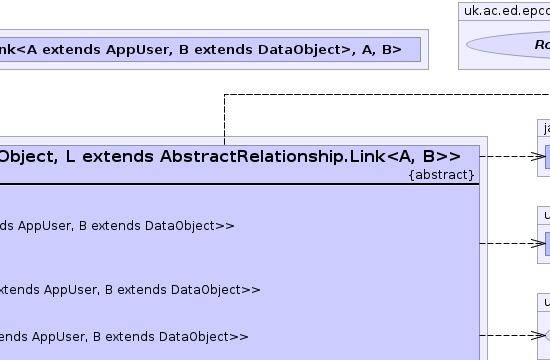 uk.ac.ed.epcc
nk<A extends AppUser, B extends DataObject>, A, B>
Ro
ja
Object, L extends AbstractRelationship.Link<A, B>>
{abstract}
u
ds AppUser, B extends DataObject>>
xtends AppUser, B extends DataObject>>
u
ends AppUser, B extends DataObject>>